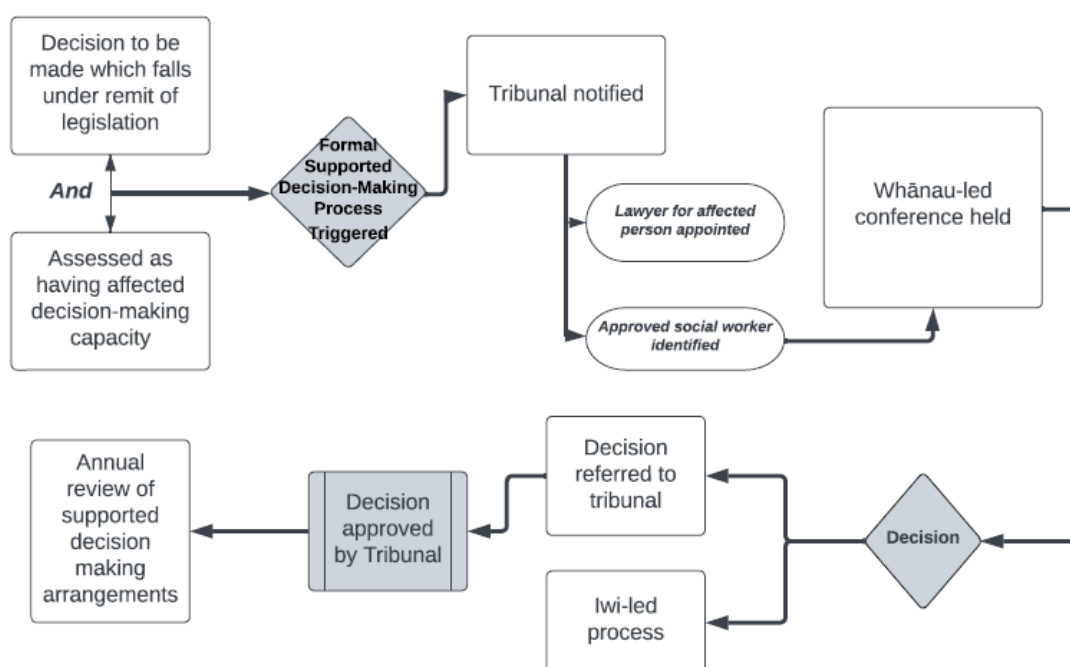 Decision to be
made which falls
under remit of
legislation
And
Assessed as
having affected
decision-making
capacity
Formal
Supported
Decision-Making
Process
Triggered
Tribunal notified
Lawyer for affected
person appointed
Approved social worker
identified
Whānau-led
conference held
Decision
Decision
referred to
tribunal
Iwi-led
process
Decision
approved
by Tribunal
Annual
review of
supported
decision
making
arrangements